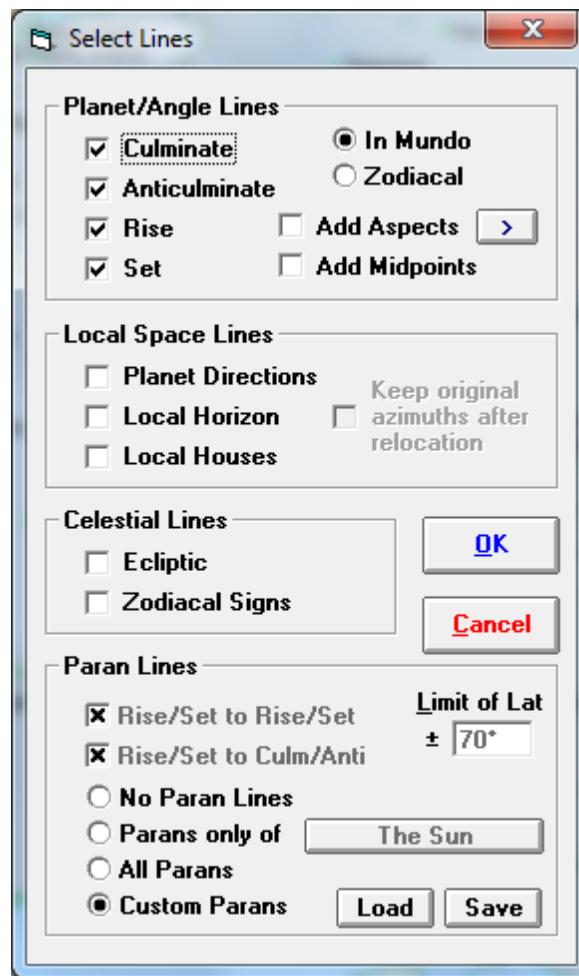 Select Lines
Planet/Angle Lines
Culminate
In Mundo
Anticulminate
Zodiacal
Rise
Add Aspects >
Set
Add Midpoints
Local Space Lines
Planet Directions
Local Horizon
Local Houses
Keep original
azimuths after
relocation
Celestial Lines
Ecliptic
Zodiacal Signs
OK
Cancel
Paran Lines
Rise/Set to Rise/Set
Rise/Set to Culm/Anti
Limit of Lat
± 70°
No Paran Lines
Parans only of The Sun
All Parans
Custom Parans
Load Save